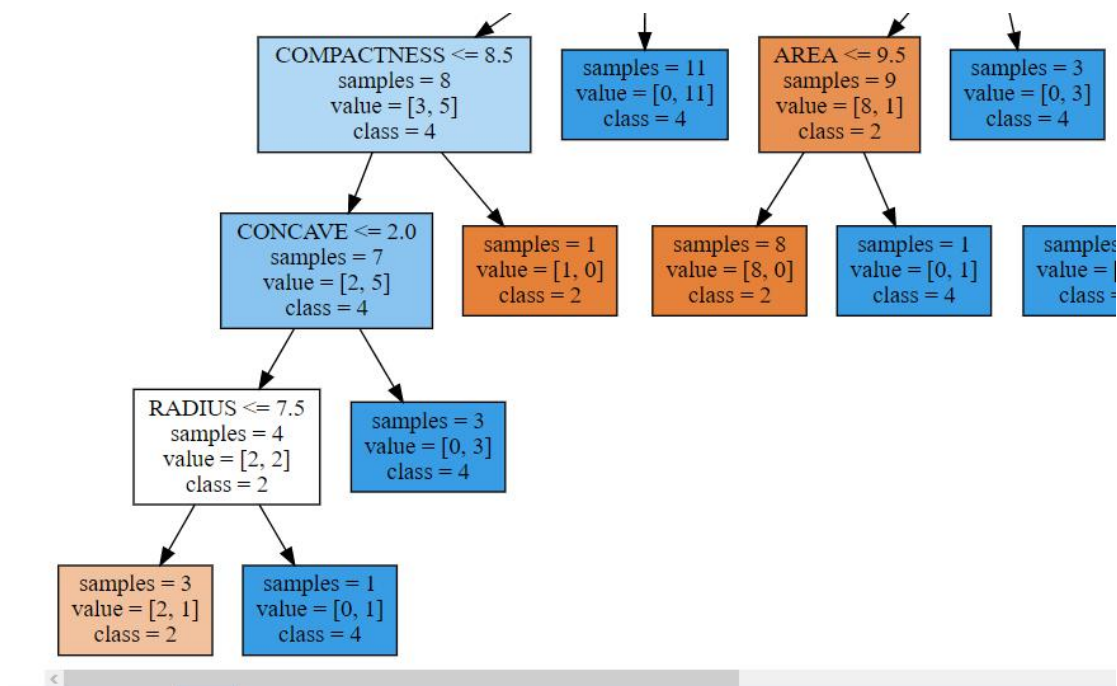 COMPACTNESS <= 8.5
samples = 8
value = [3, 5]
class = 4
samples = 11
value = [0, 11]
class = 4
AREA <= 9.5
samples = 9
value = [8, 1]
class = 2
samples = 3
value = [0, 3]
class = 4
CONCAVE <= 2.0
samples = 7
value = [2, 5]
class = 4
samples = 1
value = [1, 0]
class = 2
samples = 8
value = [8, 0]
class = 2
samples = 1
value = [0, 1]
class = 4
samples
value = [
class =
RADIUS <= 7.5
samples = 4
value = [2, 2]
class = 2
samples = 3
value = [0, 3]
class = 4
samples = 3
value = [2, 1]
class = 2
samples = 1
value = [0, 1]
class = 4